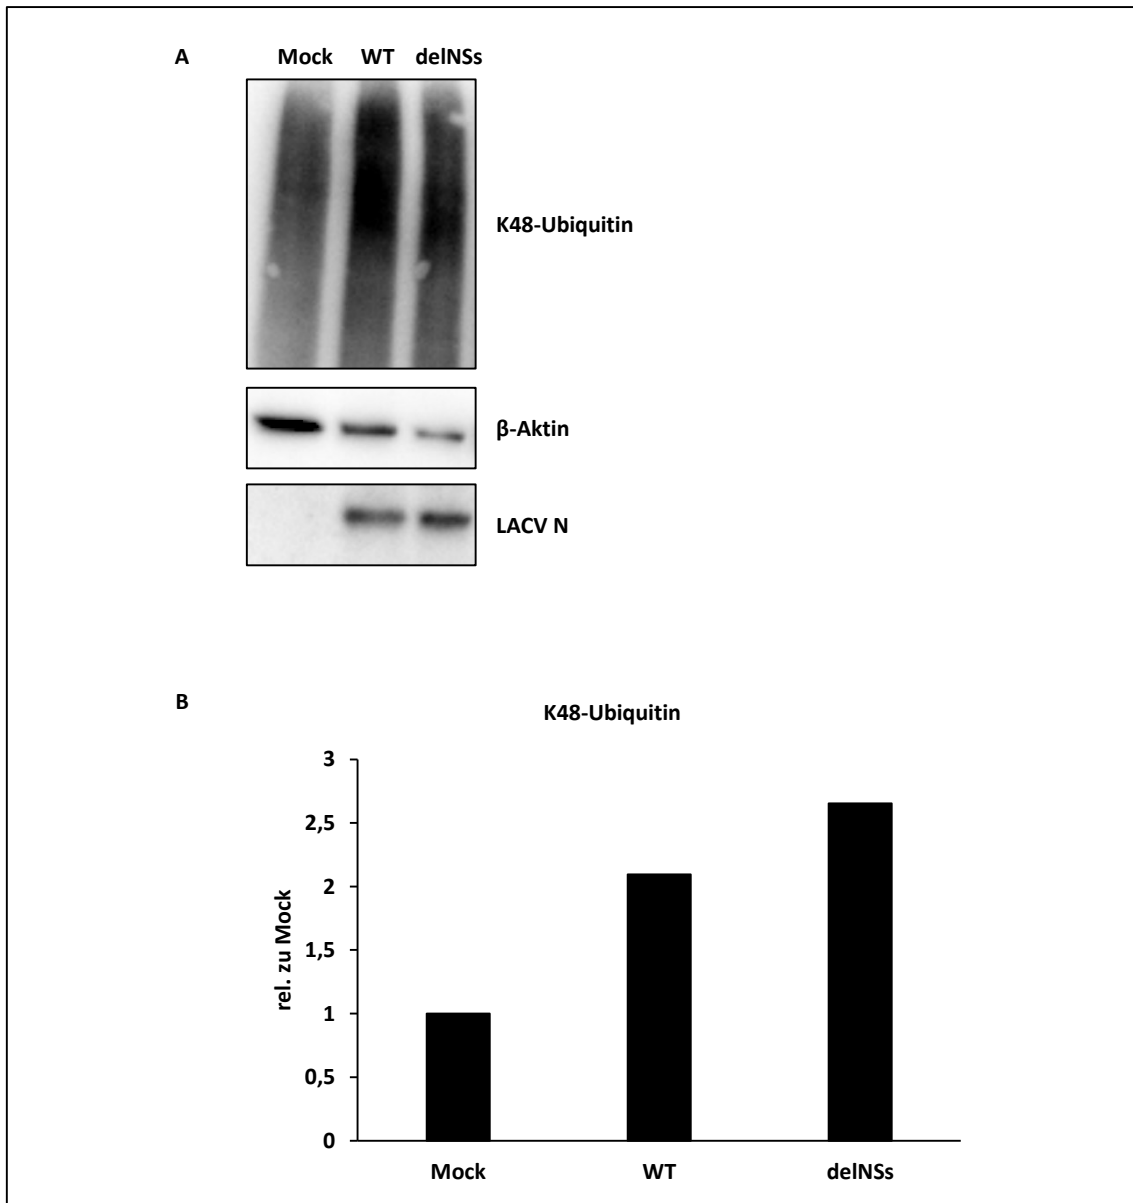 A
Mock WT delNSs
K48-Ubiquitin
β-Aktin
LACV N
B
K48-Ubiquitin
3
2,5
2
1,5
1
0,5
0
rel. zu Mock
Mock WT delNSs